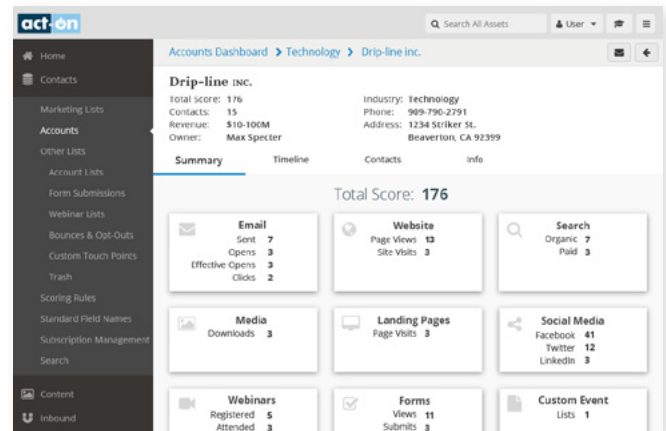 act-on
Search All Assets
User
Home
Contacts
Marketing Lists
Accounts
Other Lists
Account Lists
Form Submissions
Webinar Lists
Bounces & Opt-Outs
Custom Touch Points
Trash
Scoring Rules
Standard Field Names
Subscription Management
Search
Content
Inbound
Accounts Dashboard > Technology > Drip-line inc.
Drip-line INC.
Total Score: 176
Contacts: 15
Revenue: $10-100M
Owner: Max Specter
Industry: Technology
Phone: 909-790-2791
Address: 1234 Striker St.
Beaverton, CA 92399
Summary Timeline Contacts Info
Total Score: 176
Email
Sent 7
Opens 3
Effective Opens 3
Clicks 2
Website
Page Views 13
Site Visits 3
Search
Organic 7
Paid 3
Media
Downloads 3
Landing Pages
Page Visits 3
Social Media
Facebook 41
Twitter 12
LinkedIn 3
Webinars
Registered 5
Attended 3
Forms
Views 11
Submits 3
Custom Event
Lists 1